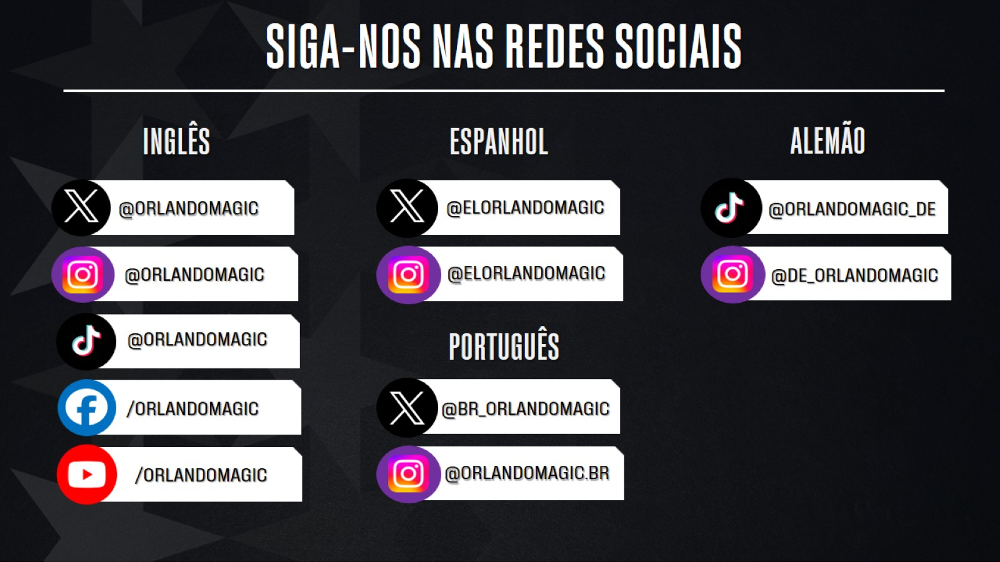 SIGA-NOS NAS REDES SOCIAIS
INGLÊS
@ORLANDOMAGIC
@ORLANDOMAGIC
@ORLANDOMAGIC
/ORLANDOMAGIC
/ORLANDOMAGIC
ESPANHOL
@ELORLANDOMAGIC
@ELORLANDOMAGIC
PORTUGUÊS
@BR_ORLANDOMAGIC
@ORLANDOMAGIC.BR
ALEMÃO
@ORLANDOMAGIC_DE
@DE_ORLANDOMAGIC